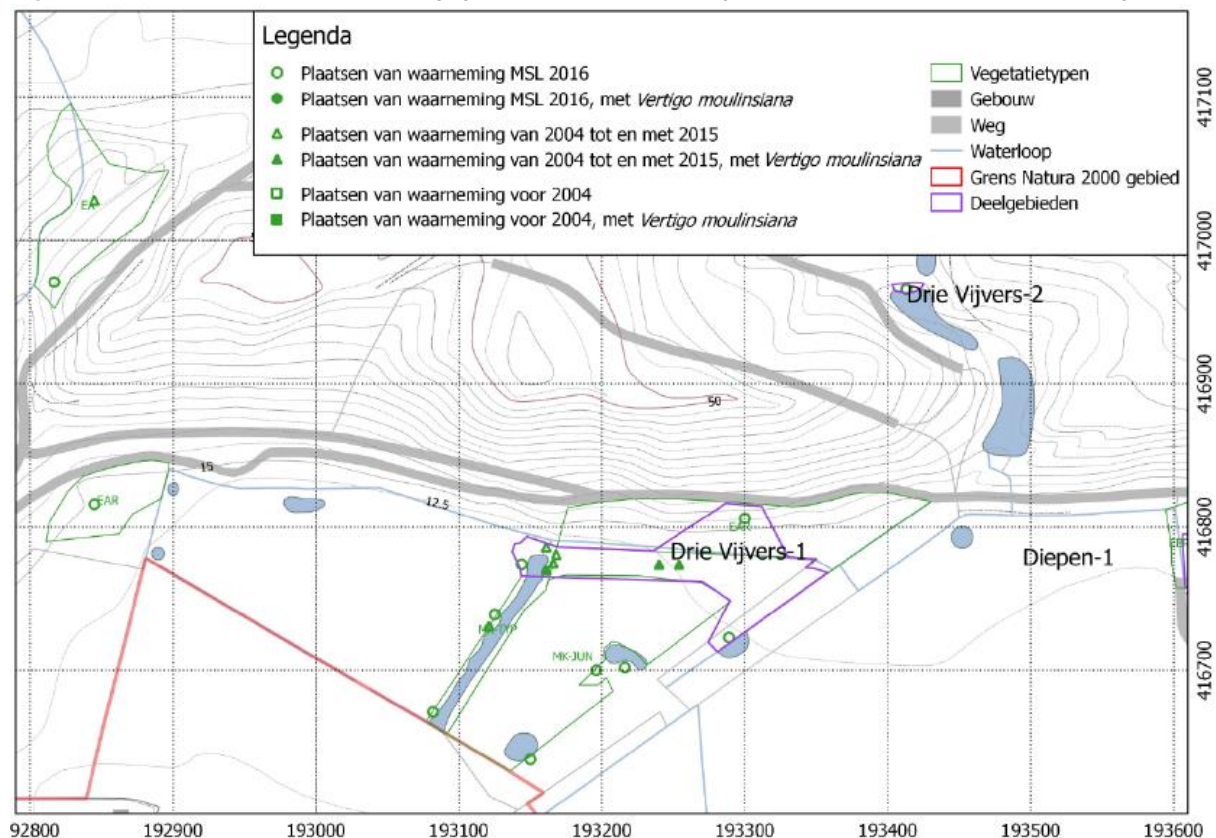 Legenda
Plaatsen van waarneming MSL 2016
Plaatsen van waarneming MSL 2016, met Vertigo moulinsiana
Plaatsen van waarneming van 2004 tot en met 2015
Plaatsen van waarneming van 2004 tot en met 2015, met Vertigo moulinsiana
Plaatsen van waarneming voor 2004
Plaatsen van waarneming voor 2004, met Vertigo moulinsiana
Vegetatietypen
Gebouw
Weg
Waterloop
Grens Natura 2000 gebied
Deelgebieden
417100
417000
416900
416800
416700
Drie Vijvers-2
50
15
12.5
EAR
EAR
Drie Vijvers-1
Diepen-1
MK-JUN
92800
192900
193000
193100
193200
193300
193400
193500
193600